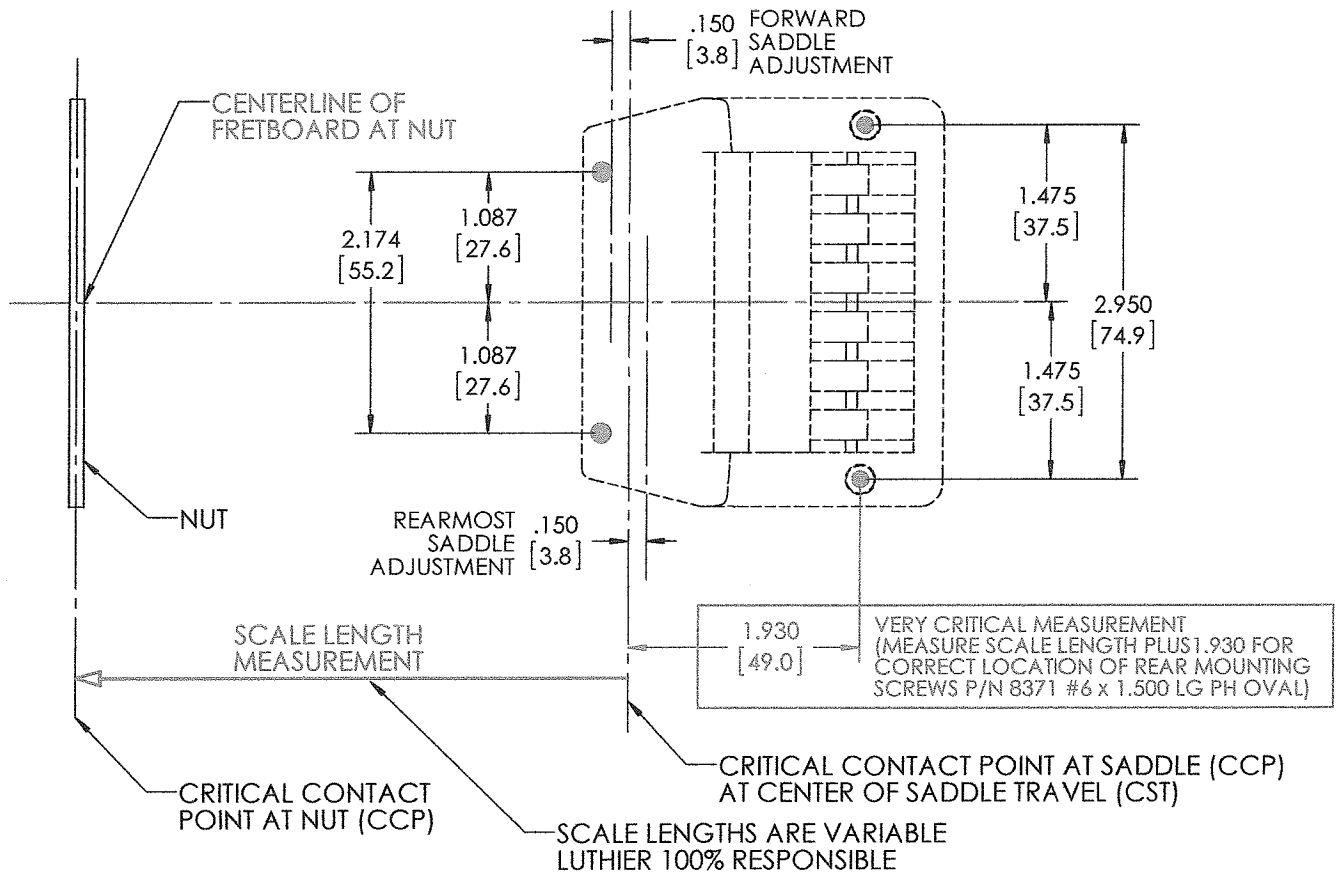 .150
[3.8]
FORWARD
SADDLE
ADJUSTMENT
CENTERLINE OF
FRETBOARD AT NUT
2.174
[55.2]
1.087
[27.6]
1.087
[27.6]
1.475
[37.5]
2.950
[74.9]
1.475
[37.5]
NUT
REARMOST
SADDLE
ADJUSTMENT
.150
[3.8]
SCALE LENGTH
MEASUREMENT
1.930
[49.0]
VERY CRITICAL MEASUREMENT
(MEASURE SCALE LENGTH PLUS1.930 FOR
CORRECT LOCATION OF REAR MOUNTING
SCREWS P/N 8371 #6 x 1.500 LG PH OVAL)
CRITICAL CONTACT
POINT AT NUT (CCP)
CRITICAL CONTACT POINT AT SADDLE (CCP)
AT CENTER OF SADDLE TRAVEL (CST)
SCALE LENGTHS ARE VARIABLE
LUTHIER 100% RESPONSIBLE